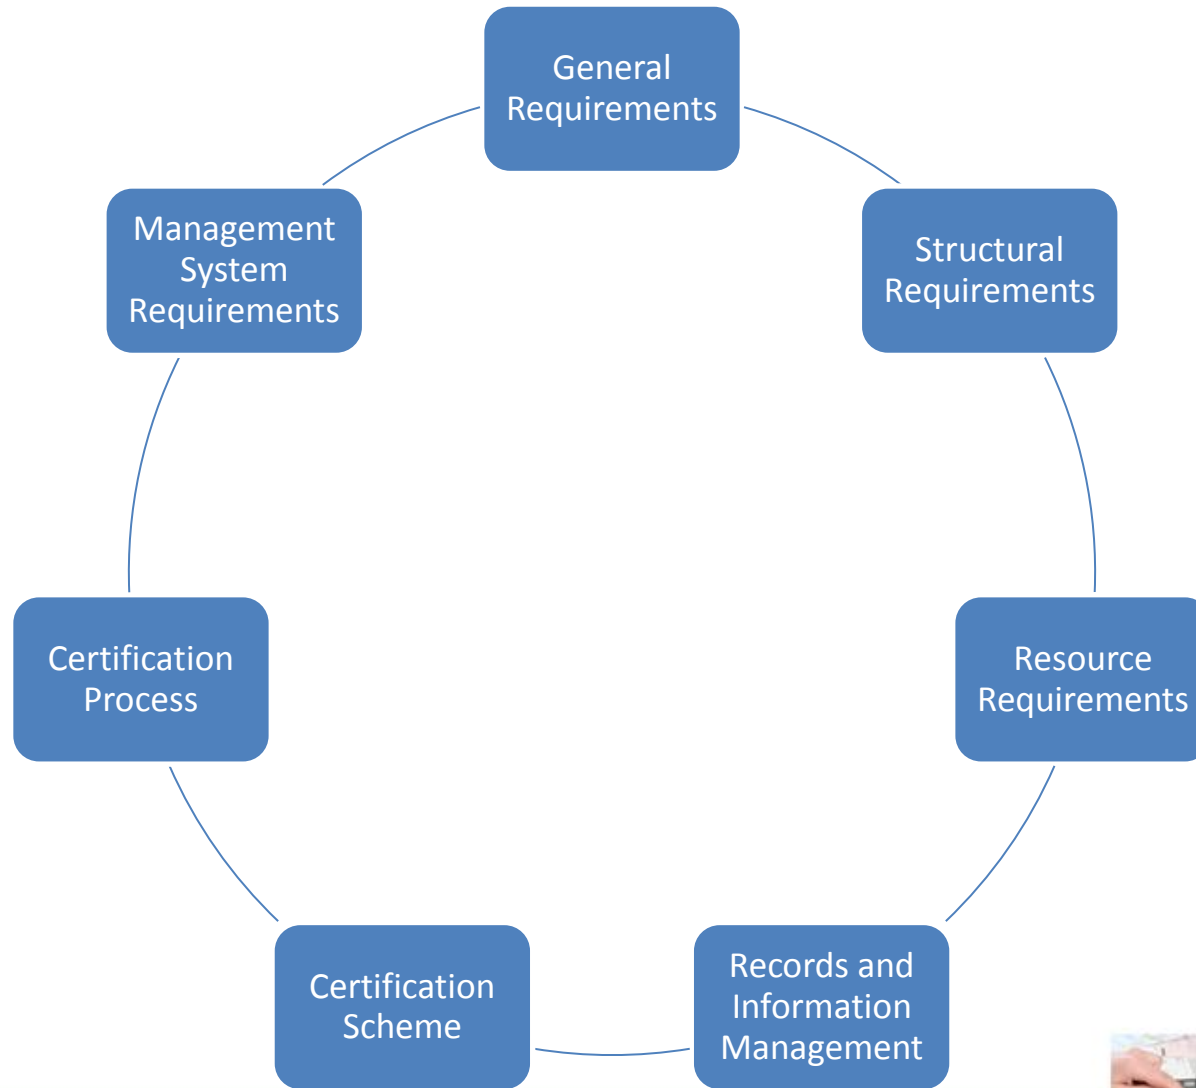 General
Requirements
Structural
Requirements
Resource
Requirements
Records and
Information
Management
Certification
Scheme
Certification
Process
Management
System
Requirements